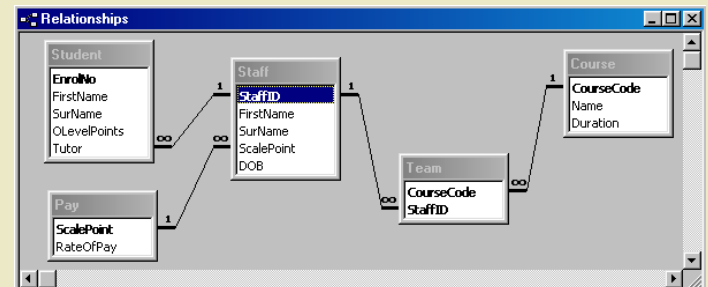 Relationships
Student
EnrolNo
FirstName
SurName
OLevelPoints
Tutor
Staff
StaffID
FirstName
SurName
ScalePoint
DOB
Course
CourseCode
Name
Duration
Team
CourseCode
StaffID
Pay
ScalePoint
RateOfPay
1
∞
1
∞
1
1
∞
∞
1